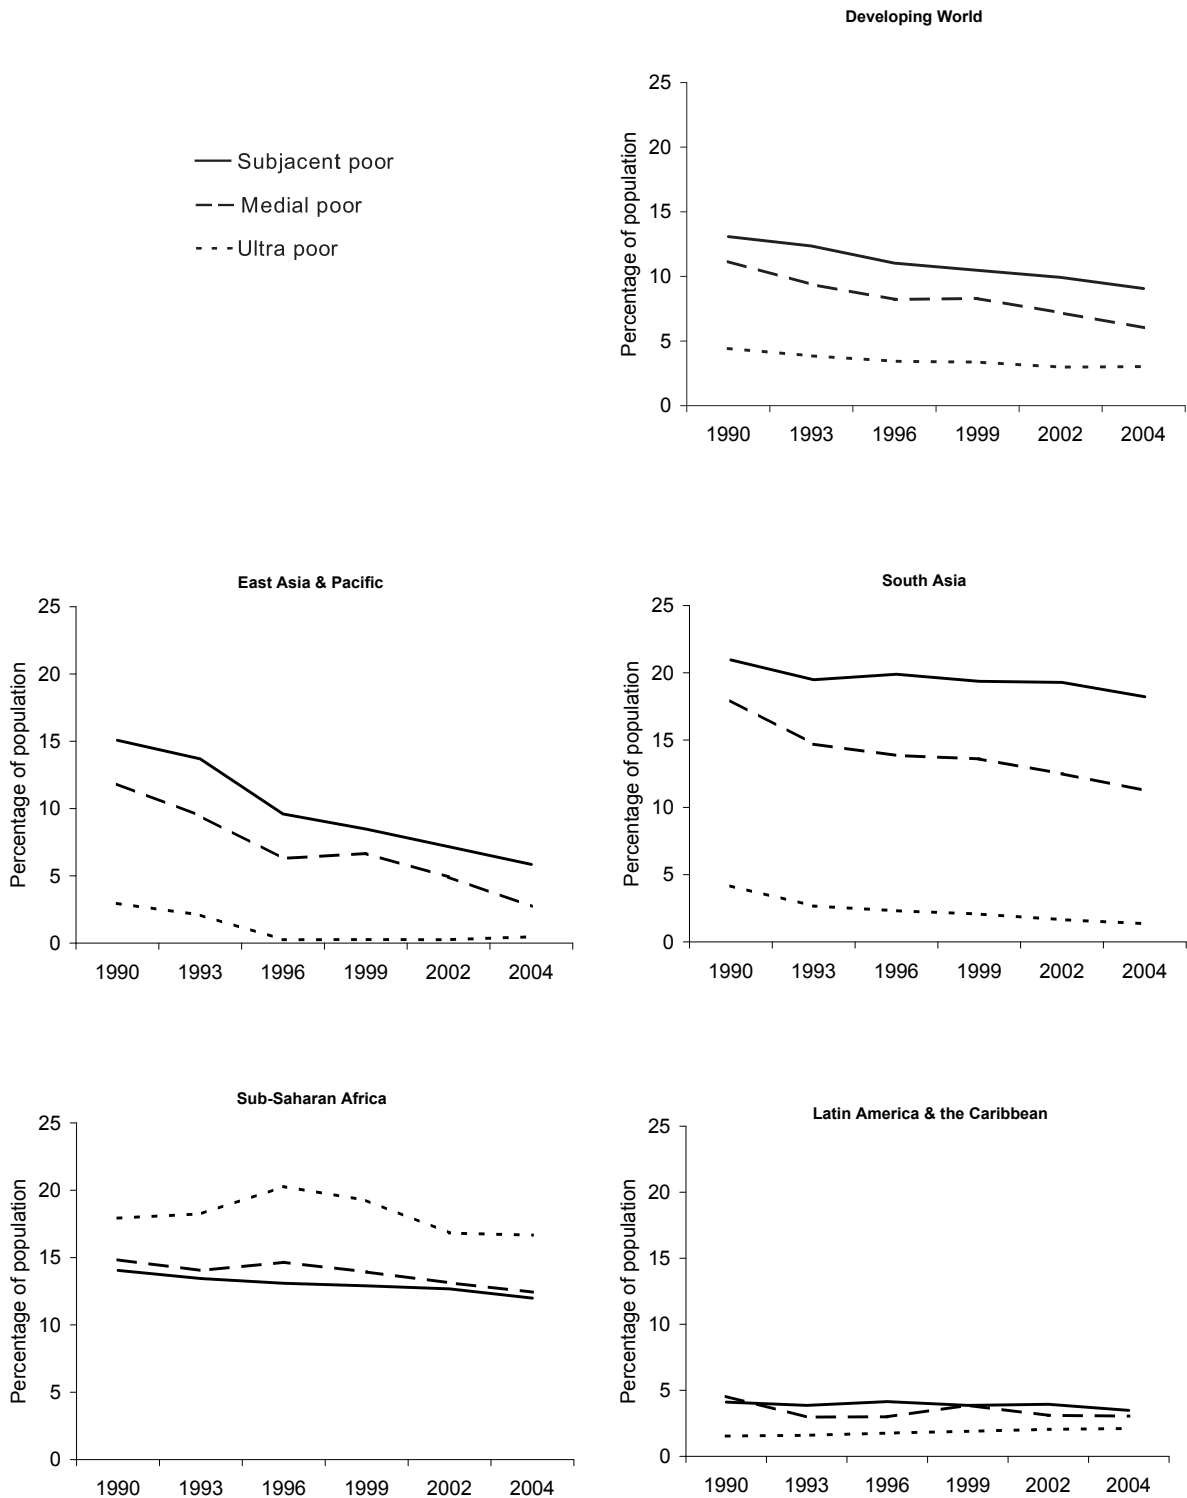 Developing World
Subjacent poor
Medial poor
Ultra poor
Percentage of population
25
20
15
10
5
0
1990 1993 1996 1999 2002 2004
East Asia & Pacific
Percentage of population
25
20
15
10
5
0
1990 1993 1996 1999 2002 2004
South Asia
Percentage of population
25
20
15
10
5
0
1990 1993 1996 1999 2002 2004
Sub-Saharan Africa
Percentage of population
25
20
15
10
5
0
1990 1993 1996 1999 2002 2004
Latin America & the Caribbean
Percentage of population
25
20
15
10
5
0
1990 1993 1996 1999 2002 2004